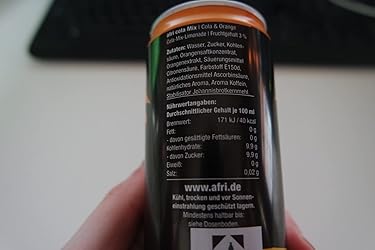 afri cola Mix | Cola & Orange
Cola-Mix-Limonade | Fruchtgehalt 3 %
Zutaten: Wasser, Zucker, Kohlen-
säure, Orangensaftkonzentrat,
Orangenextrakt, Säuerungsmittel
Citronensäure, Farbstoff E150d,
Antioxidationsmittel Ascorbinsäure,
natürliches Aroma, Aroma Koffein,
Stabilisator Johannisbrotkernmehl.
Nährwertangaben:
Durchschnittlicher Gehalt je 100 ml
Brennwert: 171 kJ / 40 kcal
Fett: 0 g
- davon gesättigte Fettsäuren: 0 g
Kohlenhydrate: 9,9 g
- davon Zucker: 9,9 g
Eiweiß: 0 g
Salz: 0,02 g
www.afri.de
Kühl, trocken und vor Sonnen-
einstrahlung geschützt lagern.
Mindestens haltbar bis:
siehe Dosenboden.